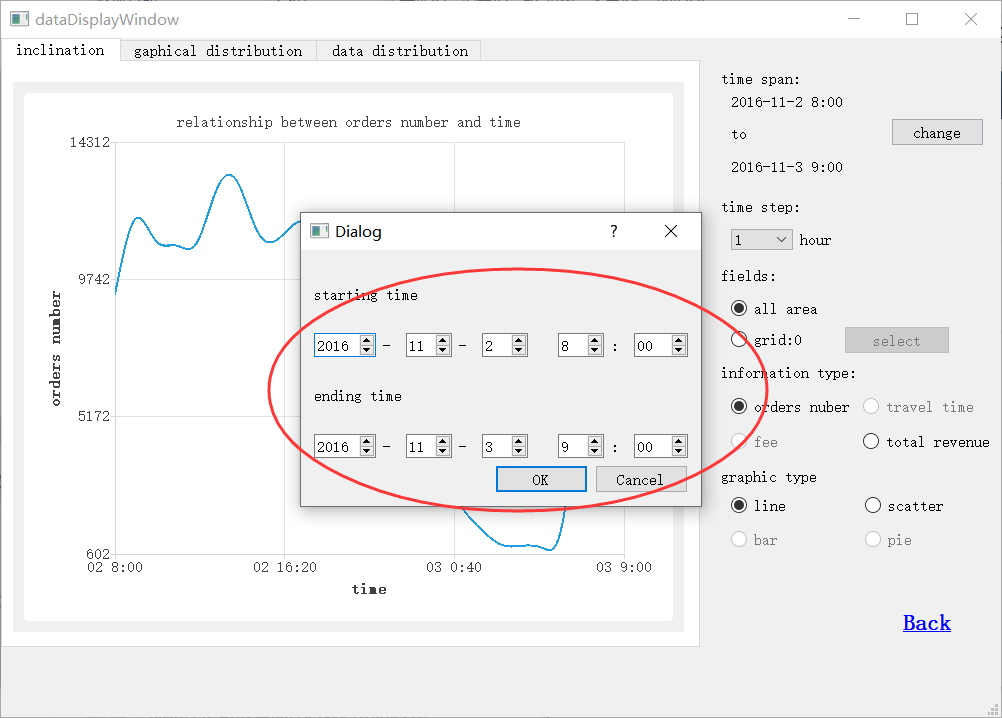 dataDisplayWindow
inclination
gaphical distribution
data distribution
relationship between orders number and time
14312
9742
5172
602
orders number
02 8:00
02 16:20
03 0:40
03 9:00
time
Dialog
?
starting time
2016 - 11 - 2 8 : 00
ending time
2016 - 11 - 3 9 : 00
OK
Cancel
time span:
2016-11-2 8:00
to
change
2016-11-3 9:00
time step:
1 hour
fields:
all area
grid:0
select
infornation type:
orders nuber
travel time
fee
total revenue
graphic type
line
scatter
bar
pie
Back